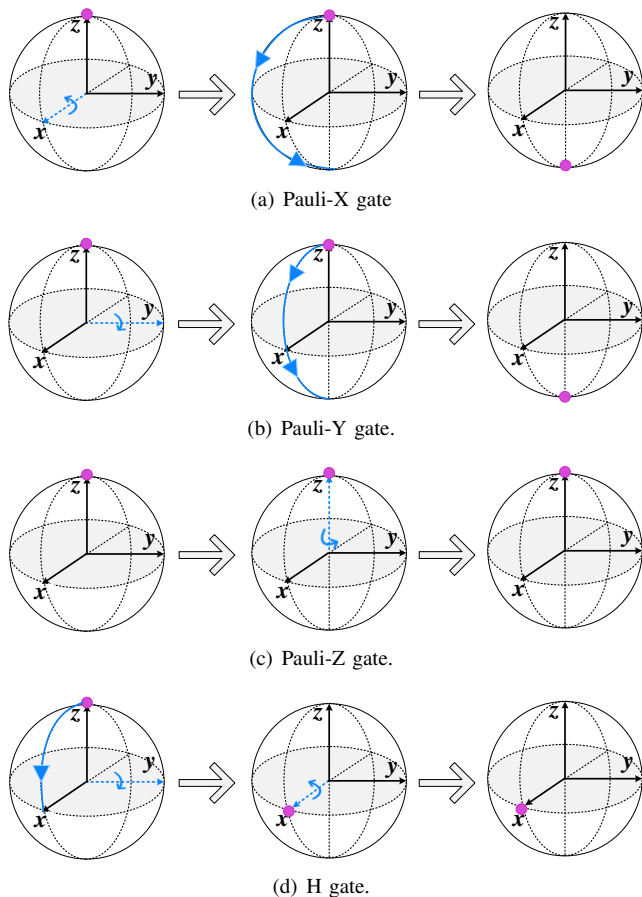 z y x z y x z y x
(a) Pauli-X gate
z y x z y x z y x
(b) Pauli-Y gate.
z y x z y x z y x
(c) Pauli-Z gate.
z y x z y x z y x
(d) H gate.